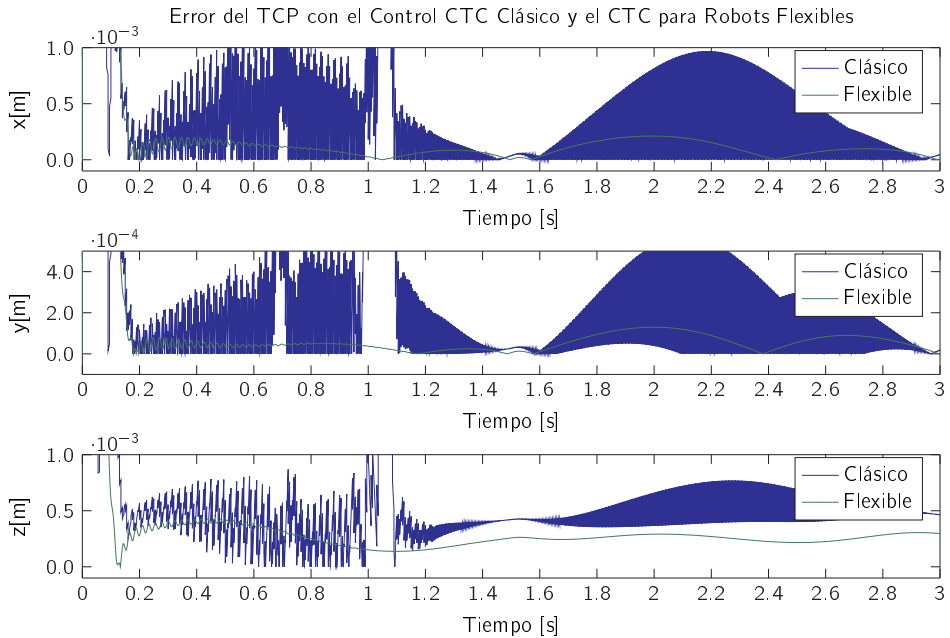 Error del TCP con el Control CTC Clásico y el CTC para Robots Flexibles
·10⁻³
1.0
0.5
0.0
x[m]
Clásico
Flexible
0 0.2 0.4 0.6 0.8 1 1.2 1.4 1.6 1.8 2 2.2 2.4 2.6 2.8 3
Tiempo [s]
·10⁻⁴
4.0
2.0
0.0
y[m]
Clásico
Flexible
0 0.2 0.4 0.6 0.8 1 1.2 1.4 1.6 1.8 2 2.2 2.4 2.6 2.8 3
Tiempo [s]
·10⁻³
1.0
0.5
0.0
z[m]
Clásico
Flexible
0 0.2 0.4 0.6 0.8 1 1.2 1.4 1.6 1.8 2 2.2 2.4 2.6 2.8 3
Tiempo [s]